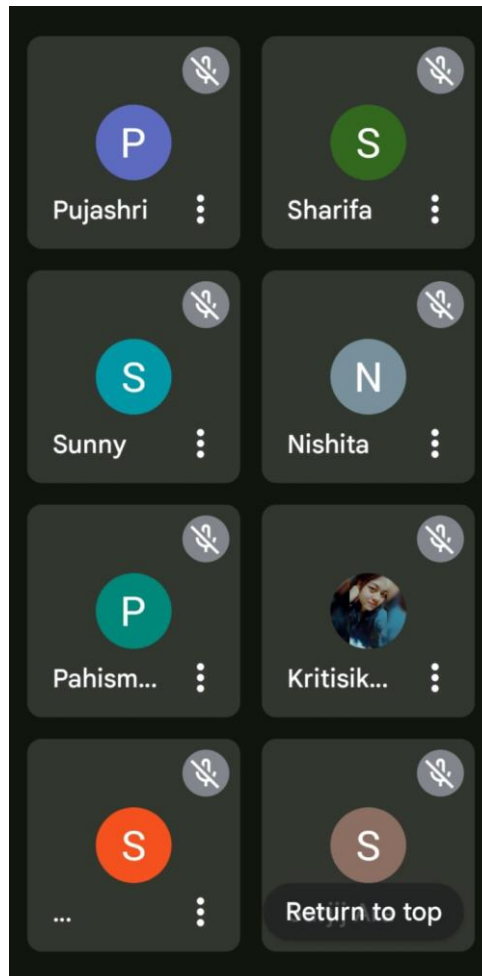 P S
Pujashri Sharifa
S N
Sunny Nishita
P
Pahism... Kritisik...
S S
... Return to top